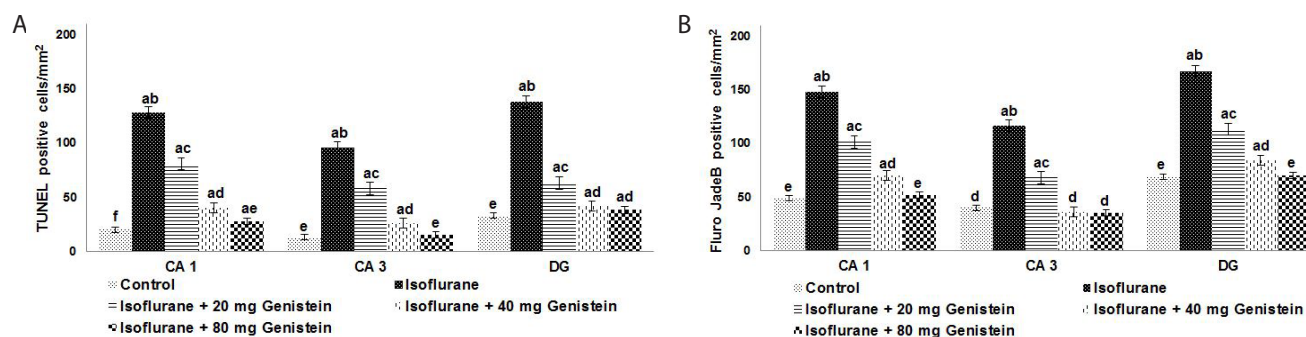 A
TUNEL positive cells/mm²
200
150
100
50
0
f ab ac ad ae
e ab ac ad e
e ab ac ad ad
CA 1 CA 3 DG
Control Isoflurane
Isoflurane + 20 mg Genistein Isoflurane + 40 mg Genistein
Isoflurane + 80 mg Genistein
B
Fluro JadeB positive cells/mm²
200
150
100
50
0
e ab ac ad e
d ab ac d d
e ab ac ad e
CA 1 CA 3 DG
Control Isoflurane
Isoflurane + 20 mg Genistein Isoflurane + 40 mg Genistein
Isoflurane + 80 mg Genistein